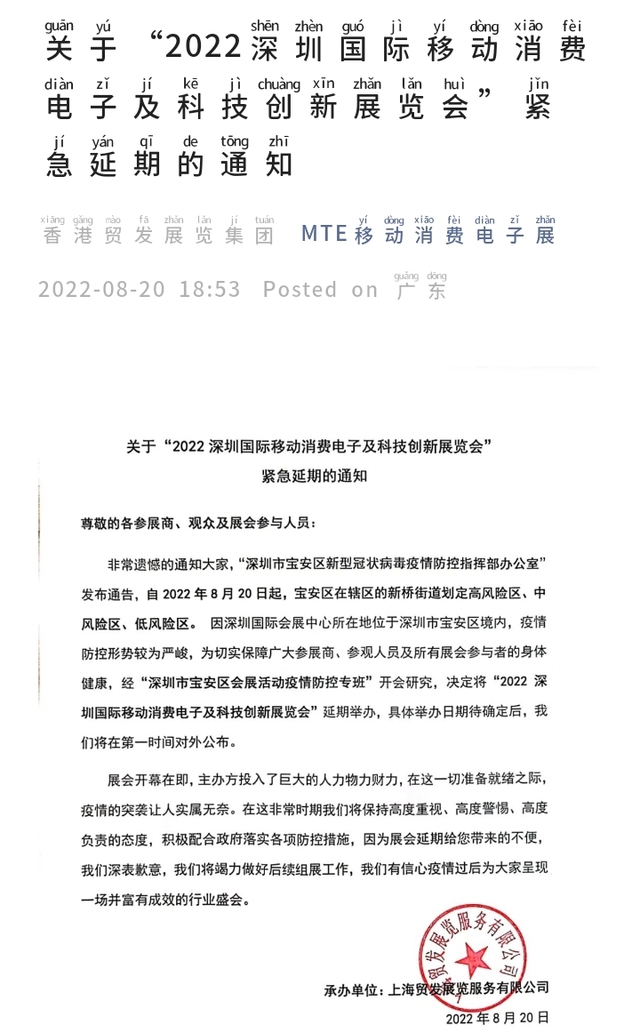 guān yú shēn zhèn guó jì yí dòng xiāo fèi
关于“2022深圳国际移动消费
diàn zǐ jí kē jì chuàng xīn zhǎn lǎn huì jǐn
电子及科技创新展览会”紧
jí yán qī de tōng zhī
急延期的通知
xiāng gǎng mào fā zhǎn lǎn jí tuán yí dòng xiāo fèi diàn zǐ zhǎn
香港贸发展览集团 MTE移动消费电子展
guǎng dōng
2022-08-20 18:53 Posted on 广东
关于“2022 深圳国际移动消费电子及科技创新展览会”
紧急延期的通知
尊敬的各参展商、观众及展会参与人员:
非常遗憾的通知大家,“深圳市宝安区新型冠状病毒疫情防控指挥部办公室”
发布通告,自 2022 年 8 月 20 日起,宝安区在辖区的新桥街道划定高风险区、中
风险区、低风险区。因深圳国际会展中心所在地位于深圳市宝安区境内,疫情
防控形势较为严峻,为切实保障广大参展商、参观人员及所有展会参与者的身体
健康,经“深圳市宝安区会展活动疫情防控专班”开会研究,决定将“2022 深
圳国际移动消费电子及科技创新展览会”延期举办,具体举办日期待确定后,我
们将在第一时间对外公布。
展会开幕在即,主办方投入了巨大的人力物力财力,在这一切准备就绪之际,
疫情的突袭让人实属无奈。在这非常时期我们将保持高度重视、高度警惕、高度
负责的态度,积极配合政府落实各项防控措施,因为展会延期给您带来的不便,
我们深表歉意,我们将竭力做好后续组展工作,我们有信心疫情过后为大家呈现
一场并富有成效的行业盛会。
上海贸发展览服务有限公司
承办单位:上海贸发展览服务有限公司
2022 年 8 月 20 日